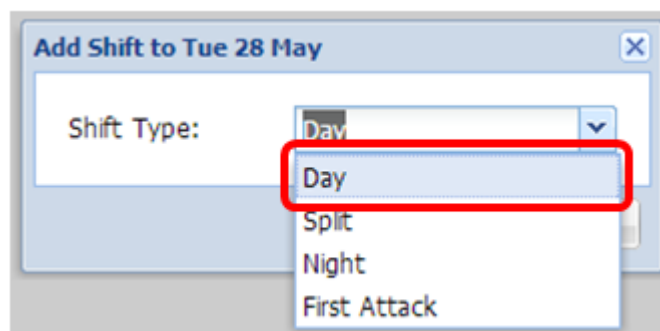 Add Shift to Tue 28 May
Shift Type: Day
Day
Split
Night
First Attack